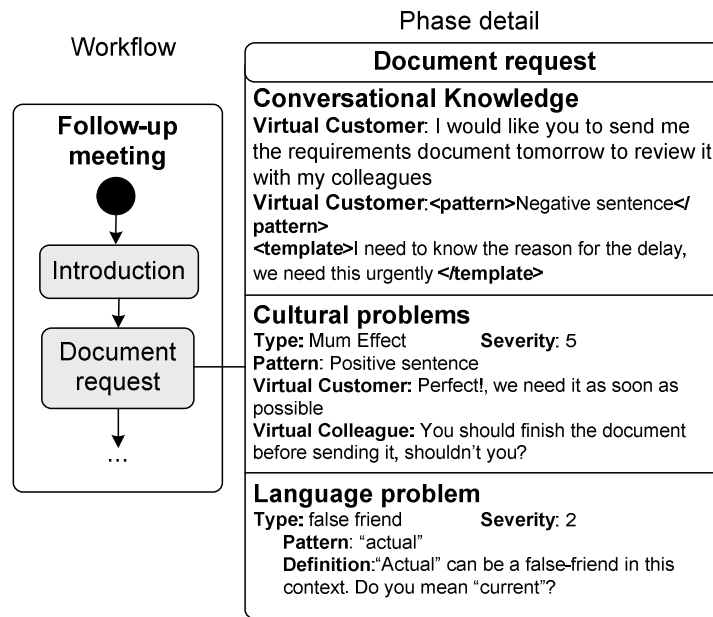 Workflow
Follow-up
meeting
Introduction
Document
request
...
Phase detail
Document request
Conversational Knowledge
Virtual Customer: I would like you to send me
the requirements document tomorrow to review it
with my colleagues
Virtual Customer:<pattern>Negative sentence</
pattern>
<template>I need to know the reason for the delay,
we need this urgently </template>
Cultural problems
Type: Mum Effect Severity: 5
Pattern: Positive sentence
Virtual Customer: Perfect!, we need it as soon as
possible
Virtual Colleague: You should finish the document
before sending it, shouldn't you?
Language problem
Type: false friend Severity: 2
Pattern: “actual”
Definition:“Actual” can be a false-friend in this
context. Do you mean “current”?